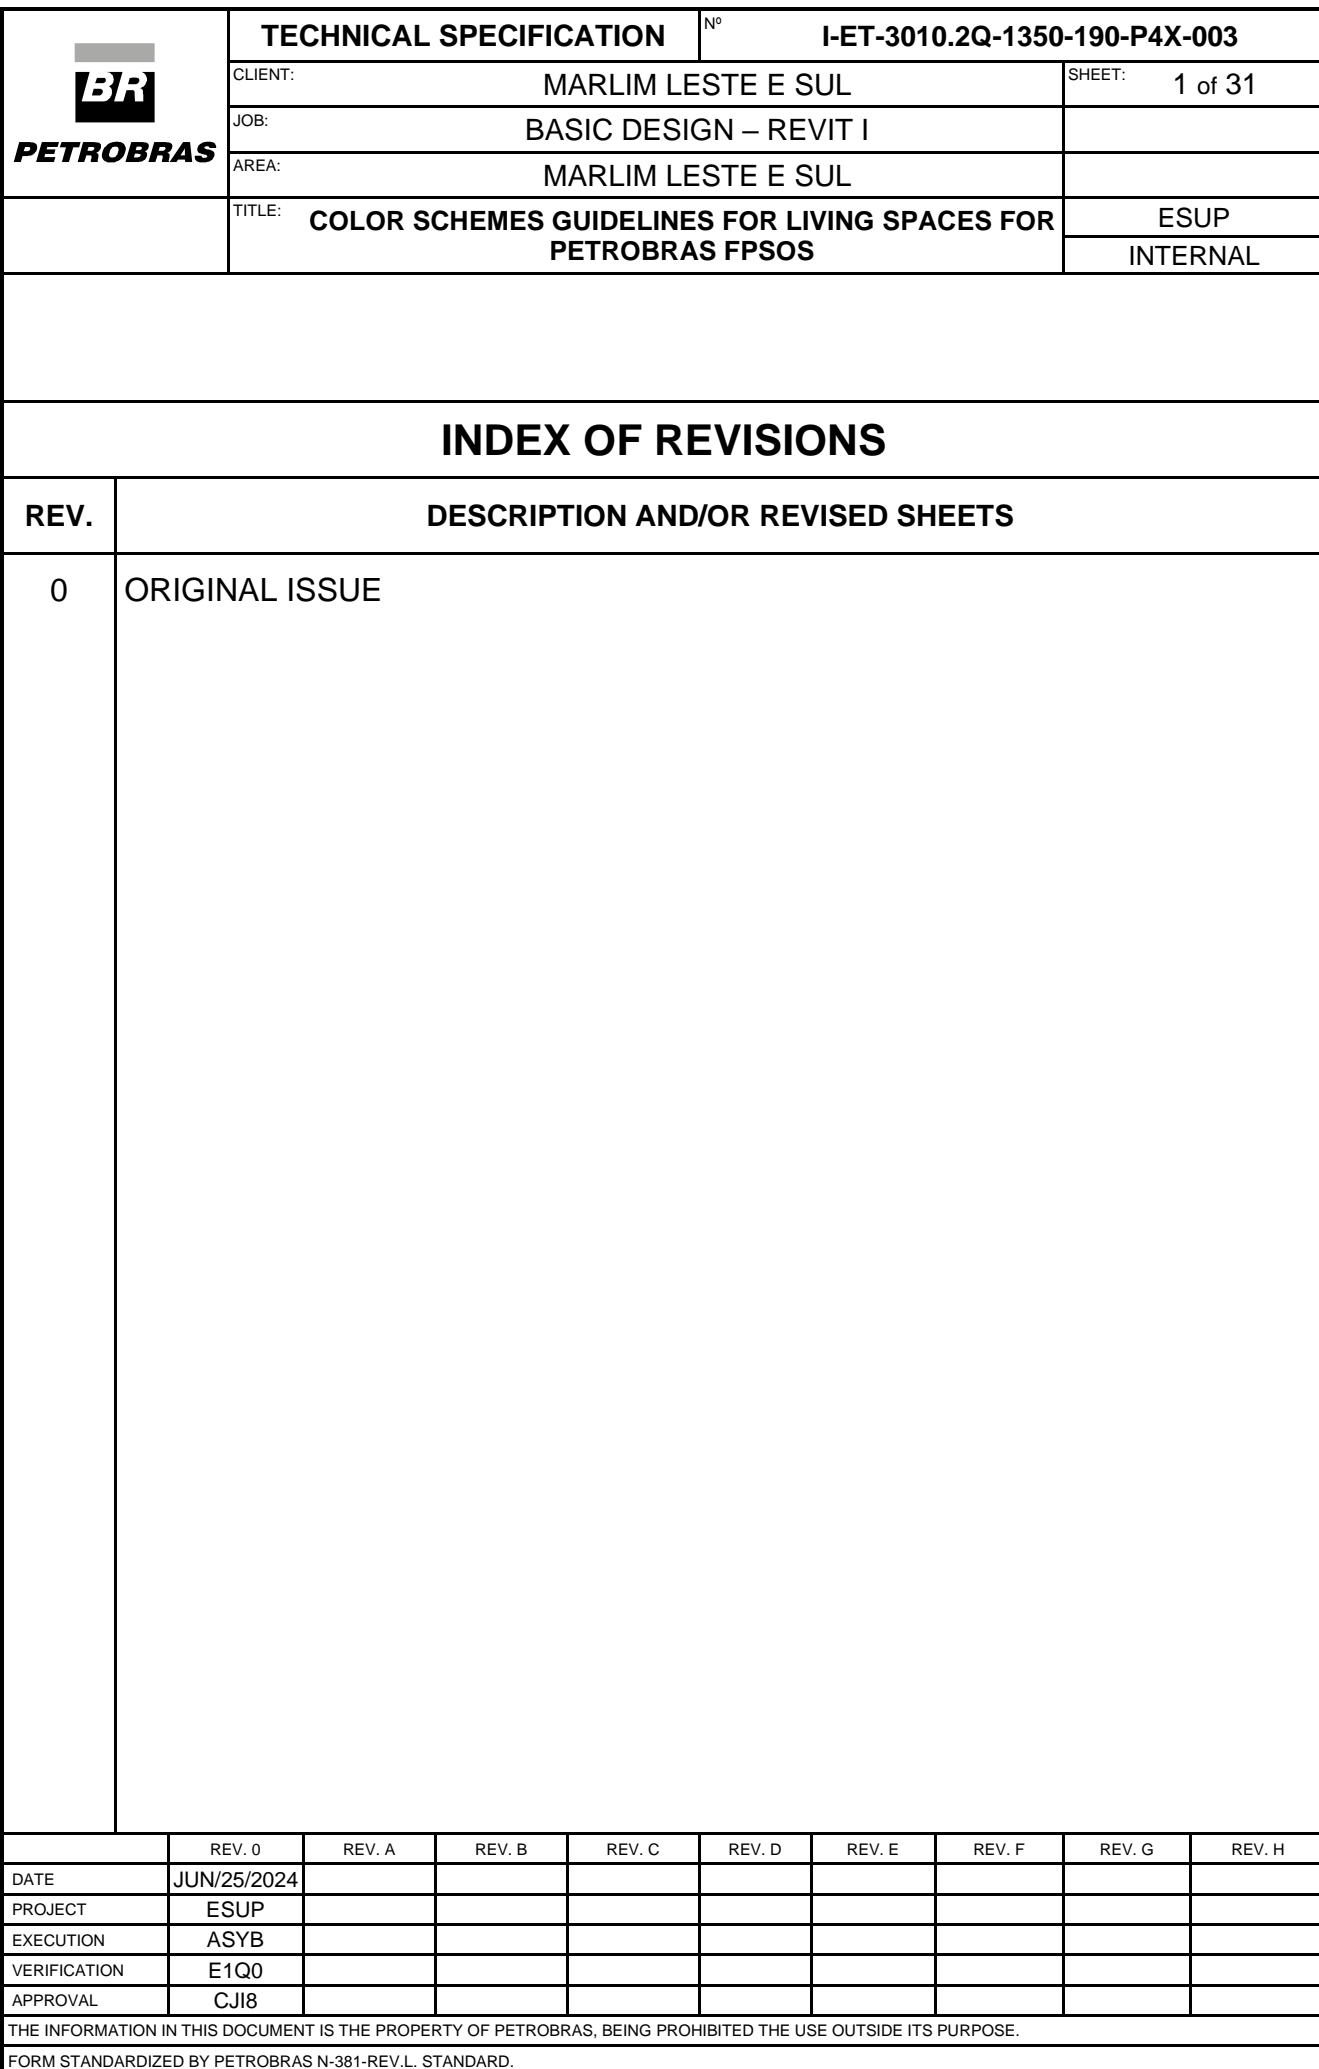 TECHNICAL SPECIFICATION
Nº I-ET-3010.2Q-1350-190-P4X-003
BR
PETROBRAS
CLIENT: MARLIM LESTE E SUL
SHEET: 1 of 31
JOB: BASIC DESIGN – REVIT I
AREA: MARLIM LESTE E SUL
TITLE: COLOR SCHEMES GUIDELINES FOR LIVING SPACES FOR
PETROBRAS FPSOS
ESUP
INTERNAL
INDEX OF REVISIONS
REV. DESCRIPTION AND/OR REVISED SHEETS
0 ORIGINAL ISSUE
REV. 0 REV. A REV. B REV. C REV. D REV. E REV. F REV. G REV. H
DATE JUN/25/2024
PROJECT ESUP
EXECUTION ASYB
VERIFICATION E1Q0
APPROVAL CJI8
THE INFORMATION IN THIS DOCUMENT IS THE PROPERTY OF PETROBRAS, BEING PROHIBITED THE USE OUTSIDE ITS PURPOSE.
FORM STANDARDIZED BY PETROBRAS N-381-REV.L. STANDARD.